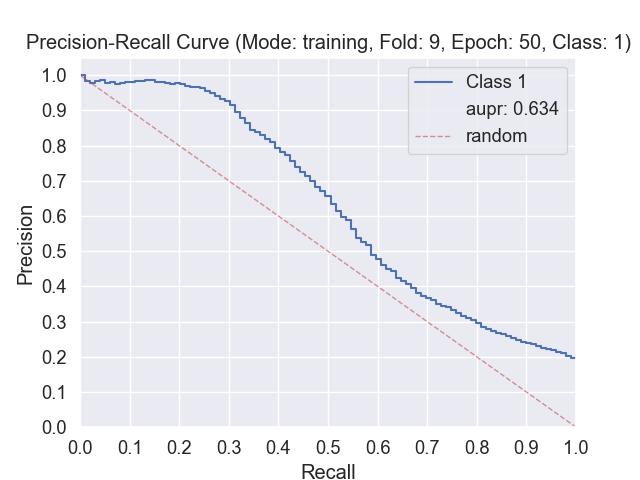 Precision-Recall Curve (Mode: training, Fold: 9, Epoch: 50, Class: 1)
Class 1
aupr: 0.634
random
Precision
1.0
0.9
0.8
0.7
0.6
0.5
0.4
0.3
0.2
0.1
0.0
0.0 0.1 0.2 0.3 0.4 0.5 0.6 0.7 0.8 0.9 1.0
Recall